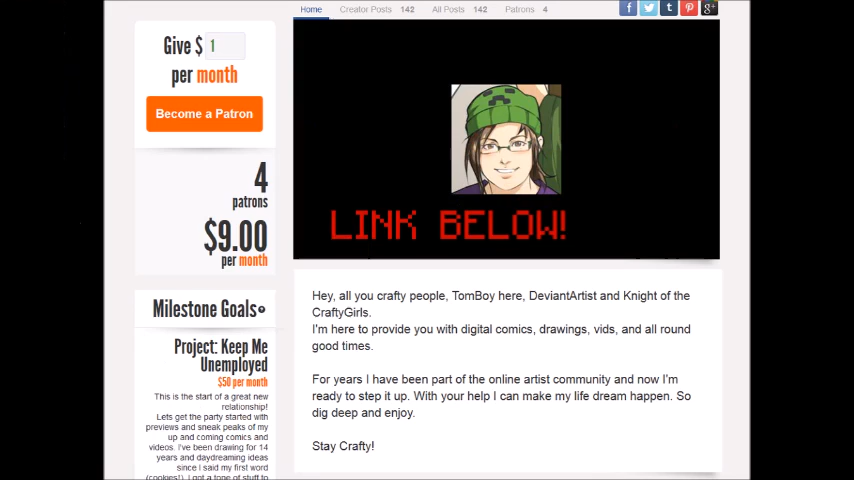 Home Creator Posts 142 All Posts 142 Patrons 4
Give $ 1
per month
Become a Patron
4
patrons
$9.00
per month
Milestone Goals
Project: Keep Me
Unemployed
$50 per month
This is the start of a great new
relationship!
Lets get the party started with
previews and sneak peaks of my
up and coming comics and
videos. I've been drawing for 14
years and daydreaming ideas
since I said my first word
(cookies!). I got a tone of stuff to
LINK BELOW!
Hey, all you crafty people, TomBoy here, DeviantArtist and Knight of the
CraftyGirls.
I'm here to provide you with digital comics, drawings, vids, and all round
good times.
For years I have been part of the online artist community and now I'm
ready to step it up. With your help I can make my life dream happen. So
dig deep and enjoy.
Stay Crafty!